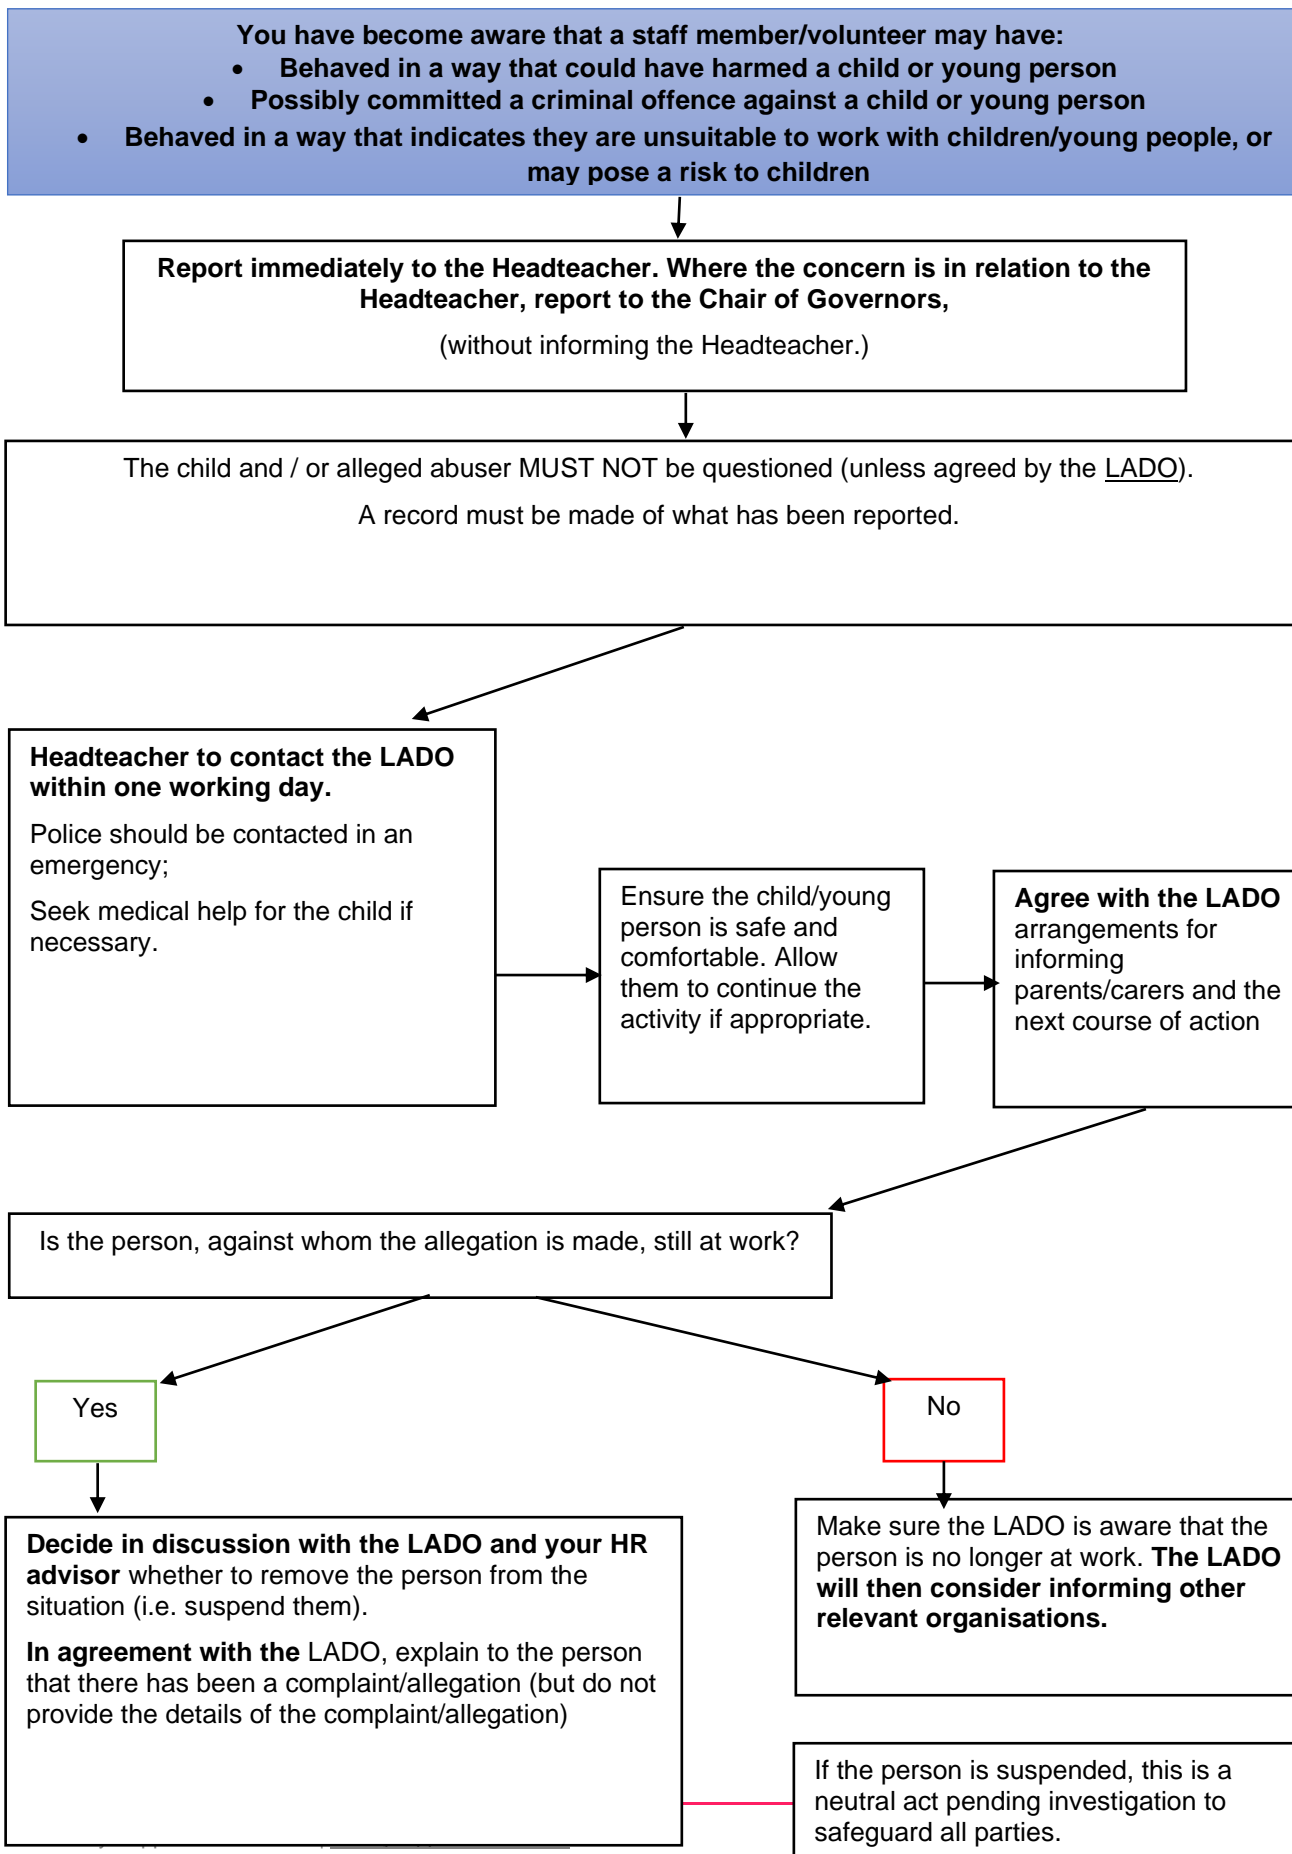 You have become aware that a staff member/volunteer may have:
• Behaved in a way that could have harmed a child or young person
• Possibly committed a criminal offence against a child or young person
• Behaved in a way that indicates they are unsuitable to work with children/young people, or
may pose a risk to children
Report immediately to the Headteacher. Where the concern is in relation to the
Headteacher, report to the Chair of Governors,
(without informing the Headteacher.)
The child and / or alleged abuser MUST NOT be questioned (unless agreed by the LADO).
A record must be made of what has been reported.
Headteacher to contact the LADO
within one working day.
Police should be contacted in an
emergency;
Seek medical help for the child if
necessary.
Ensure the child/young
person is safe and
comfortable. Allow
them to continue the
activity if appropriate.
Agree with the LADO
arrangements for
informing
parents/carers and the
next course of action
Is the person, against whom the allegation is made, still at work?
Yes
No
Decide in discussion with the LADO and your HR
advisor whether to remove the person from the
situation (i.e. suspend them).
In agreement with the LADO, explain to the person
that there has been a complaint/allegation (but do not
provide the details of the complaint/allegation)
Make sure the LADO is aware that the
person is no longer at work. The LADO
will then consider informing other
relevant organisations.
If the person is suspended, this is a
neutral act pending investigation to
safeguard all parties.